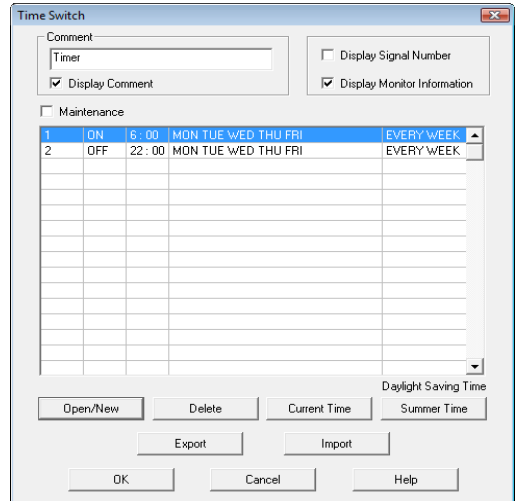 Time Switch
Comment
Timer
Display Comment
Display Signal Number
Display Monitor Information
Maintenance
1 ON 6 : 00 MON TUE WED THU FRI EVERY WEEK
2 OFF 22 : 00 MON TUE WED THU FRI EVERY WEEK
Daylight Saving Time
Open/New Delete Current Time Summer Time
Export Import
OK Cancel Help